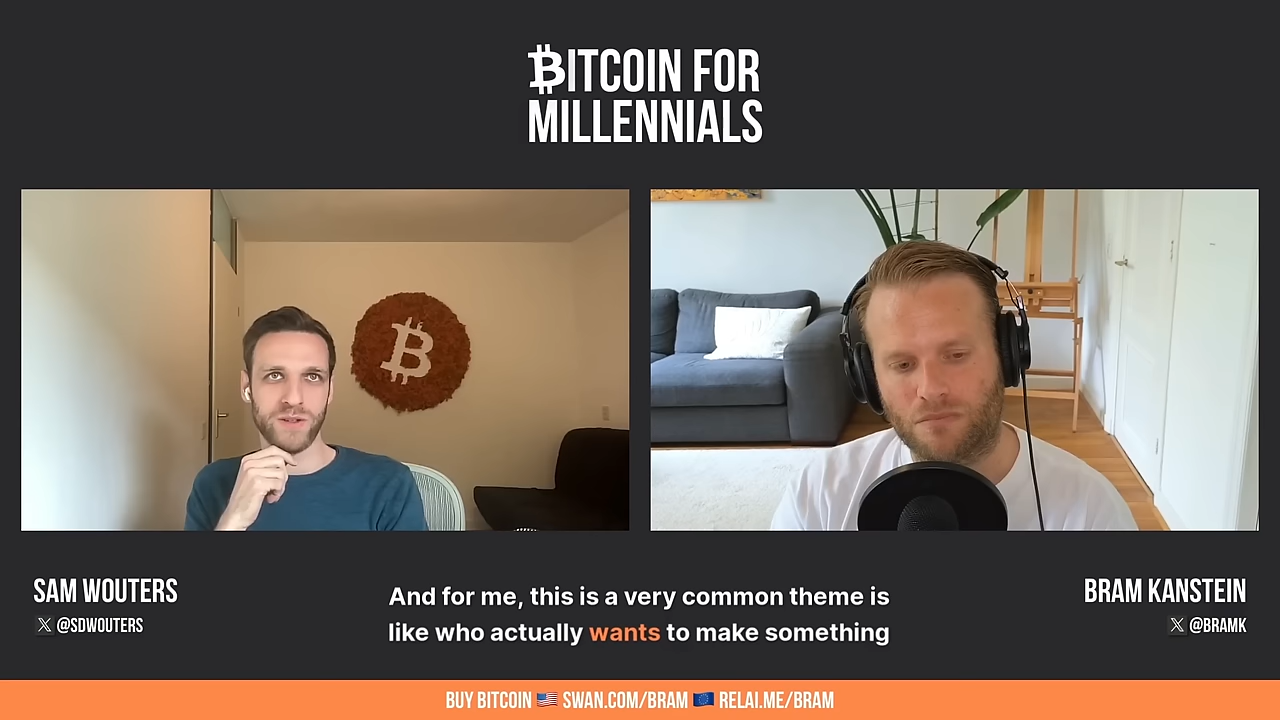 ₿ITCOIN FOR
MILLENNIALS
SAM WOUTERS
@SDWOUTERS
And for me, this is a very common theme is
like who actually wants to make something
BRAM KANSTEIN
@BRAMK
BUY BITCOIN 🇺🇸 SWAN.COM/BRAM 🇪🇺 RELAI.ME/BRAM